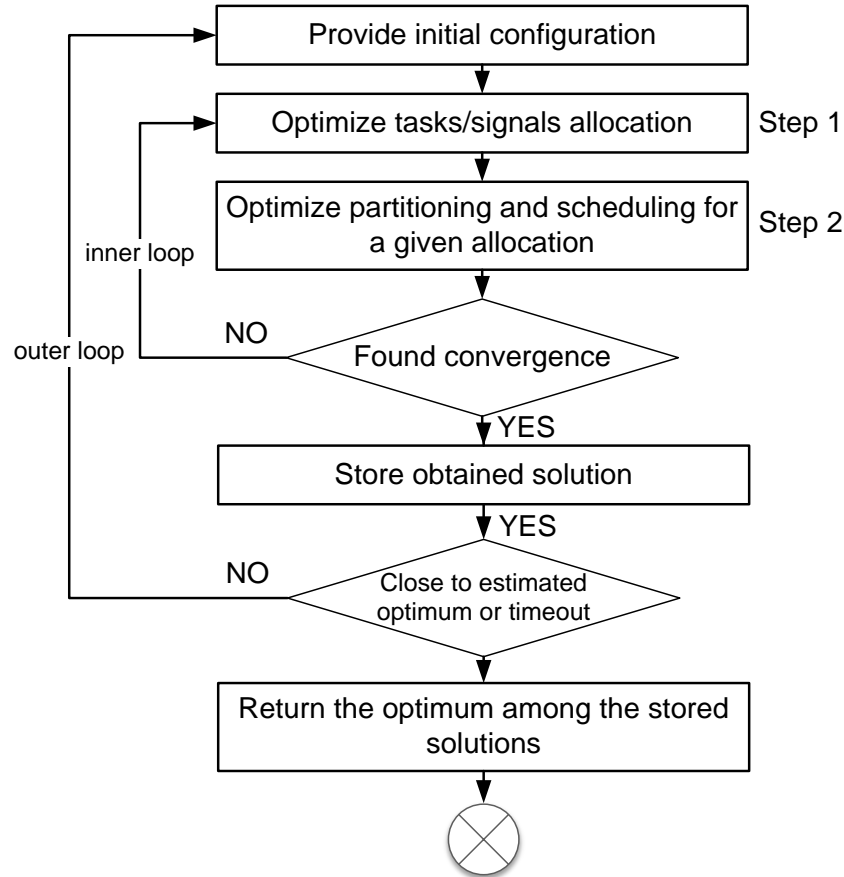 Provide initial configuration
Optimize tasks/signals allocation
Step 1
Optimize partitioning and scheduling for
a given allocation
Step 2
inner loop
outer loop
NO
Found convergence
YES
Store obtained solution
YES
NO
Close to estimated
optimum or timeout
Return the optimum among the stored
solutions